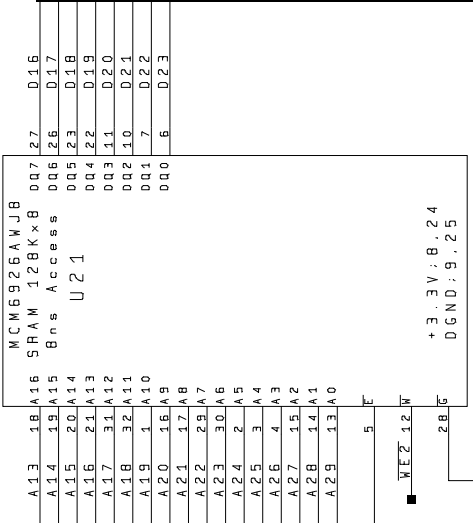 D16 D17 D18 D19 D20 D21 D22 D23
27 26 23 22 11 10 7 6
DQ7 DQ6 DQ5 DQ4 DQ3 DQ2 DQ1 DQ0
MCM6926AWJ8
SRAM 128Kx8
8ns Access
U21
+3.3V;8,24
DGND;9,25
A16 A15 A14 A13 A12 A11 A10 A9 A8 A7 A6 A5 A4 A3 A2 A1 A0 E W G
18 19 20 21 31 32 1 16 17 29 30 2 3 4 15 14 13 5 12 28
A13 A14 A15 A16 A17 A18 A19 A20 A21 A22 A23 A24 A25 A26 A27 A28 A29 WE2